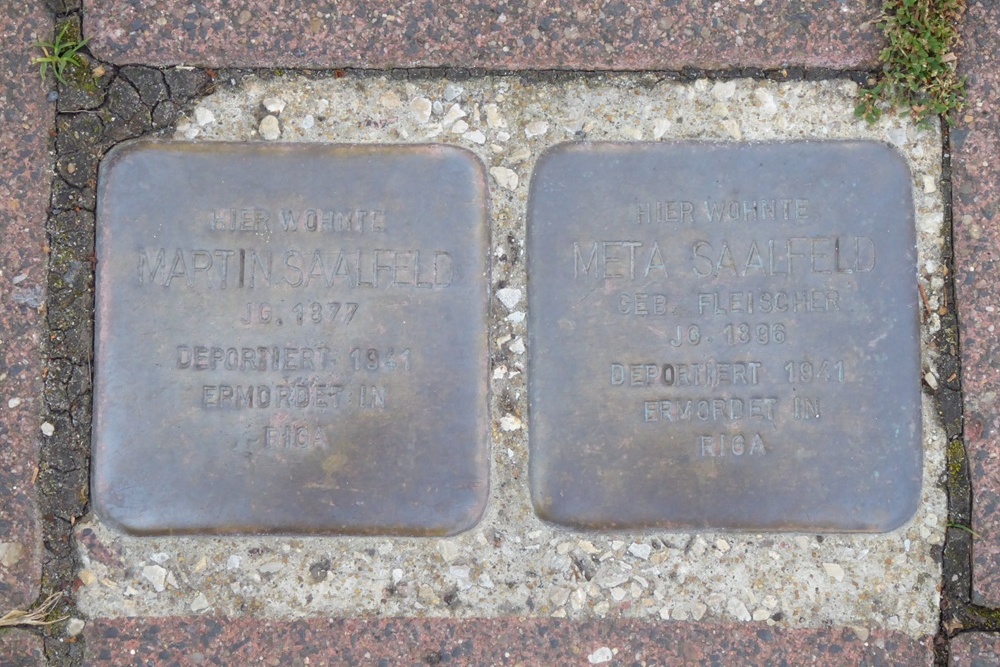 HIER WOHNTE
MARTIN SAALFELD
JG. 1877
DEPORTIERT 1941
ERMORDET IN
RIGA
HIER WOHNTE
META SAALFELD
GEB. FLEISCHER
JG. 1886
DEPORTIERT 1941
ERMORDET IN
RIGA